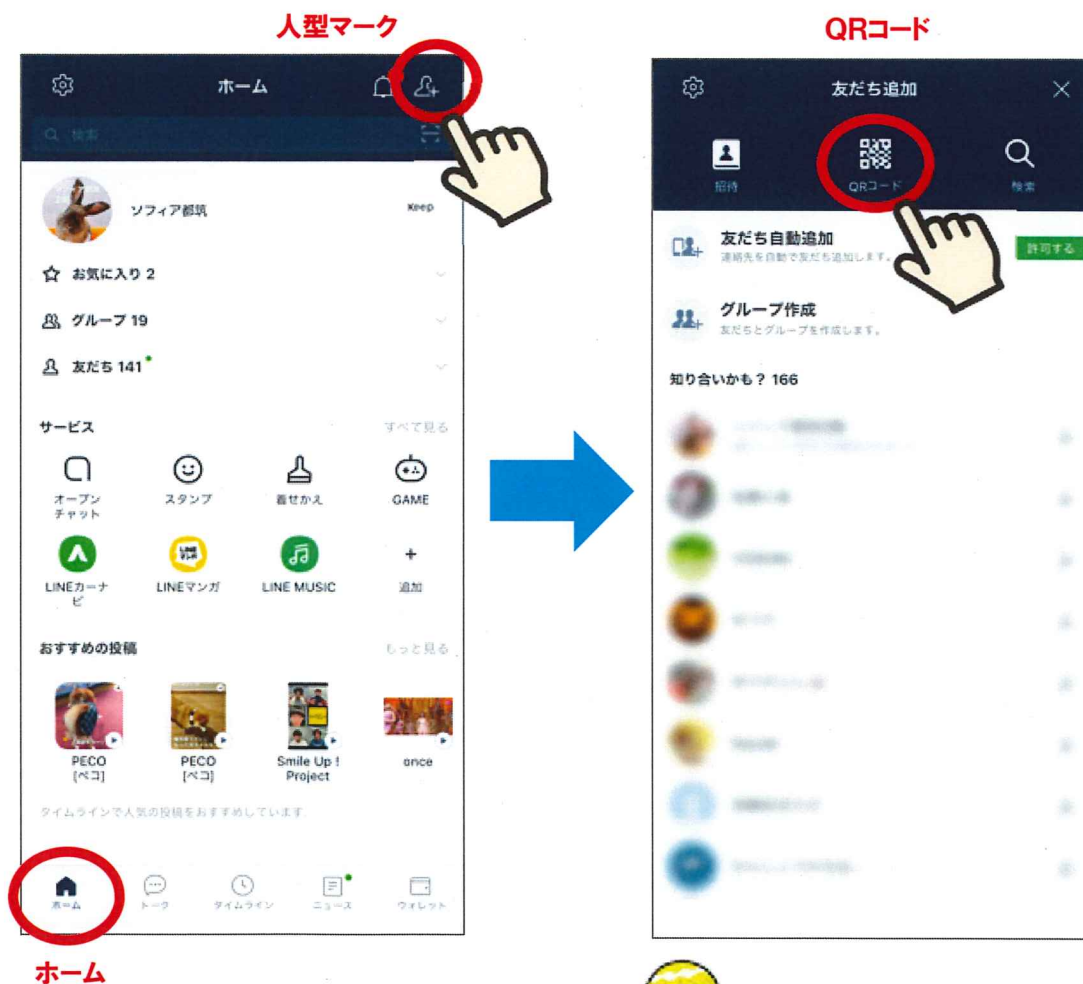 人型マーク
ホーム
検索
ソフィア都筑
Keep
お気に入り 2
グループ 19
友だち 141
サービス
すべて見る
オープン
チャット
スタンプ
着せかえ
GAME
LINEカーナ
ビ
LINEマンガ
LINE MUSIC
追加
おすすめの投稿
もっと見る
PECO
[ペコ]
PECO
[ペコ]
Smile Up !
Project
once
タイムラインで人気の投稿をおすすめしています。
ホーム
トーク
タイムライン
ニュース
ウォレット
ホーム
QRコード
友だち追加
招待
QRコード
検索
友だち自動追加
連絡先を自動で友だち追加します。
許可する
グループ作成
友だちとグループを作成します。
知り合いかも? 166